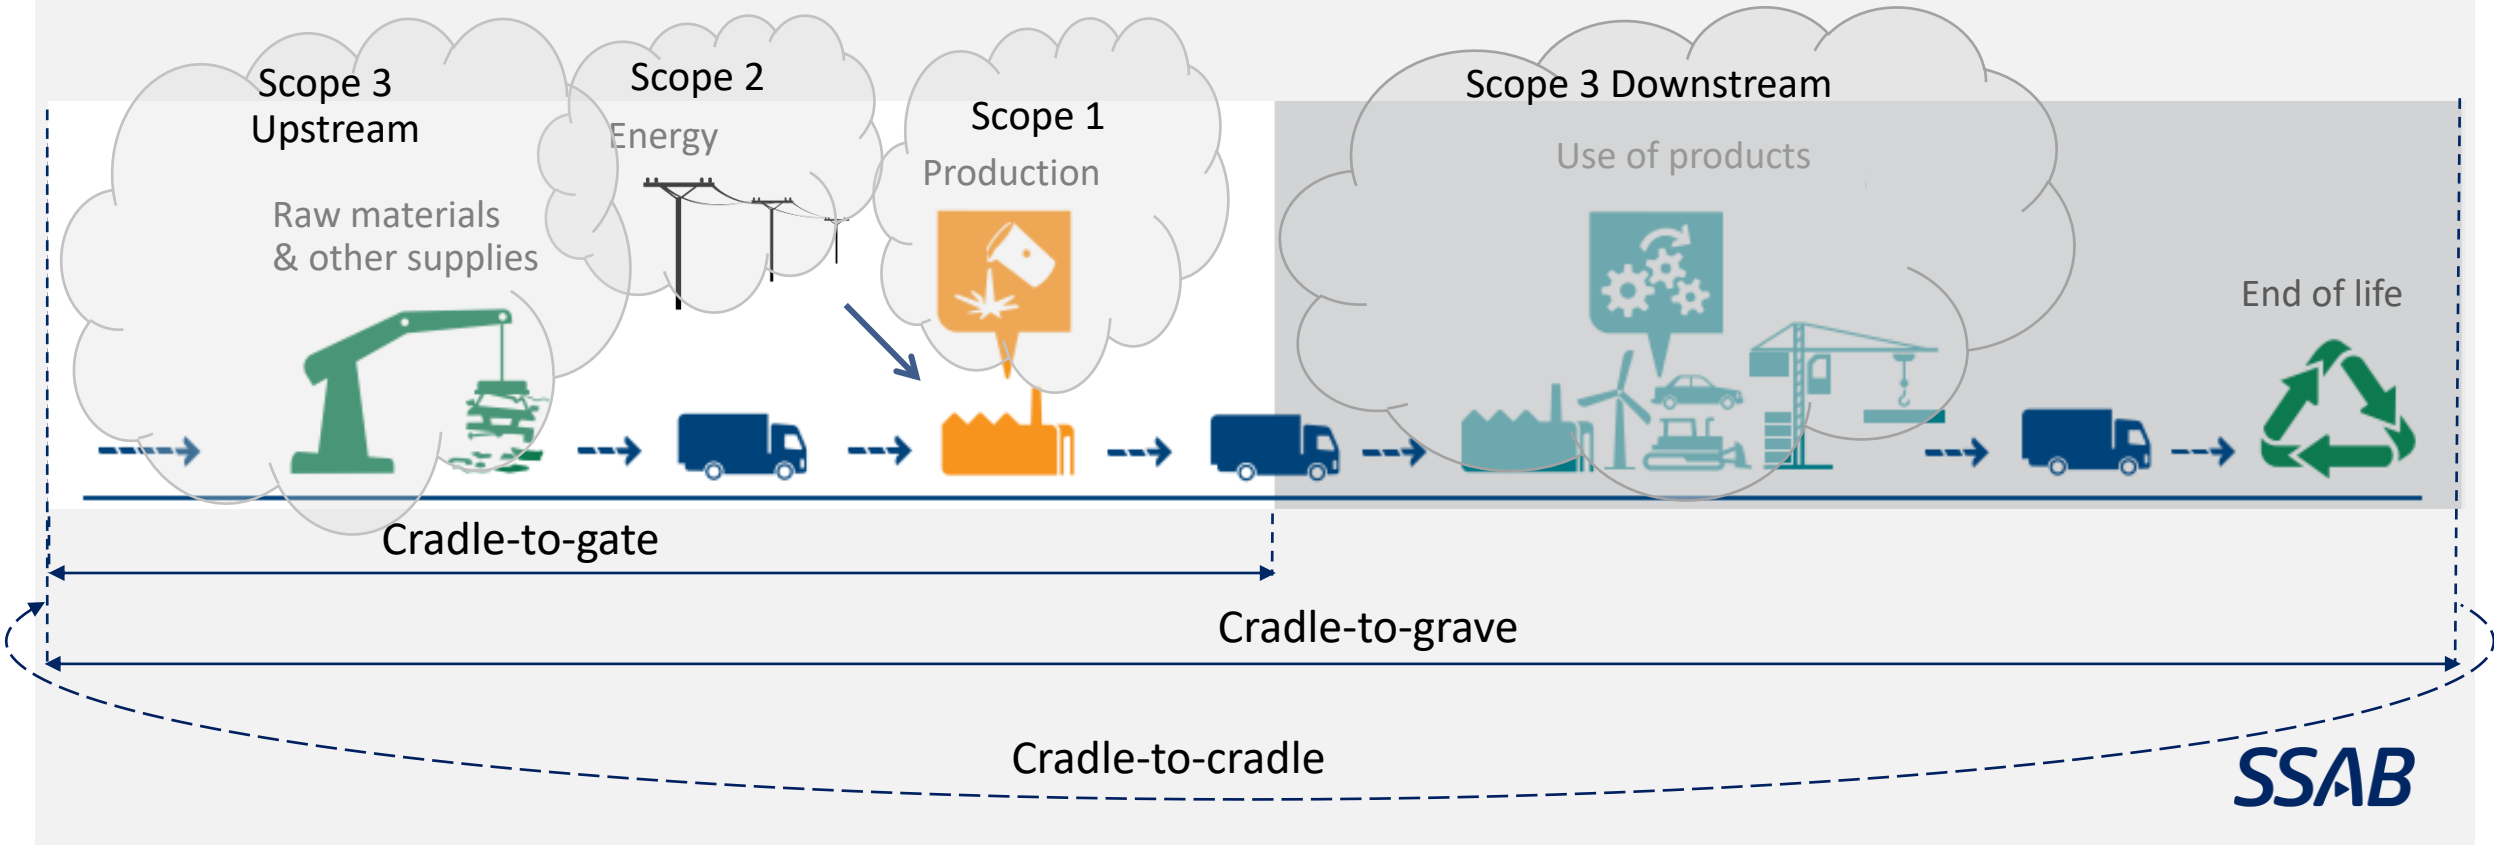 Scope 3
Upstream
Raw materials
& other supplies
Scope 2
Energy
Scope 1
Production
Scope 3 Downstream
Use of products
End of life
Cradle-to-gate
Cradle-to-grave
Cradle-to-cradle
SSAB